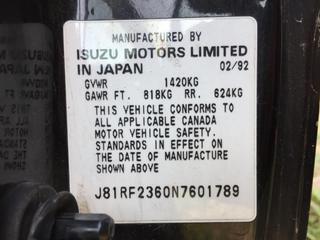 MANUFACTURED BY
ISUZU MOTORS LIMITED
IN JAPAN 02/92
GVWR 1420KG
GAWR FT. 818KG RR. 624KG
THIS VEHICLE CONFORMS TO
ALL APPLICABLE CANADA
MOTOR VEHICLE SAFETY.
STANDARDS IN EFFECT ON
THE DATE OF MANUFACTURE
SHOWN ABOVE.
J81RF2360N7601789